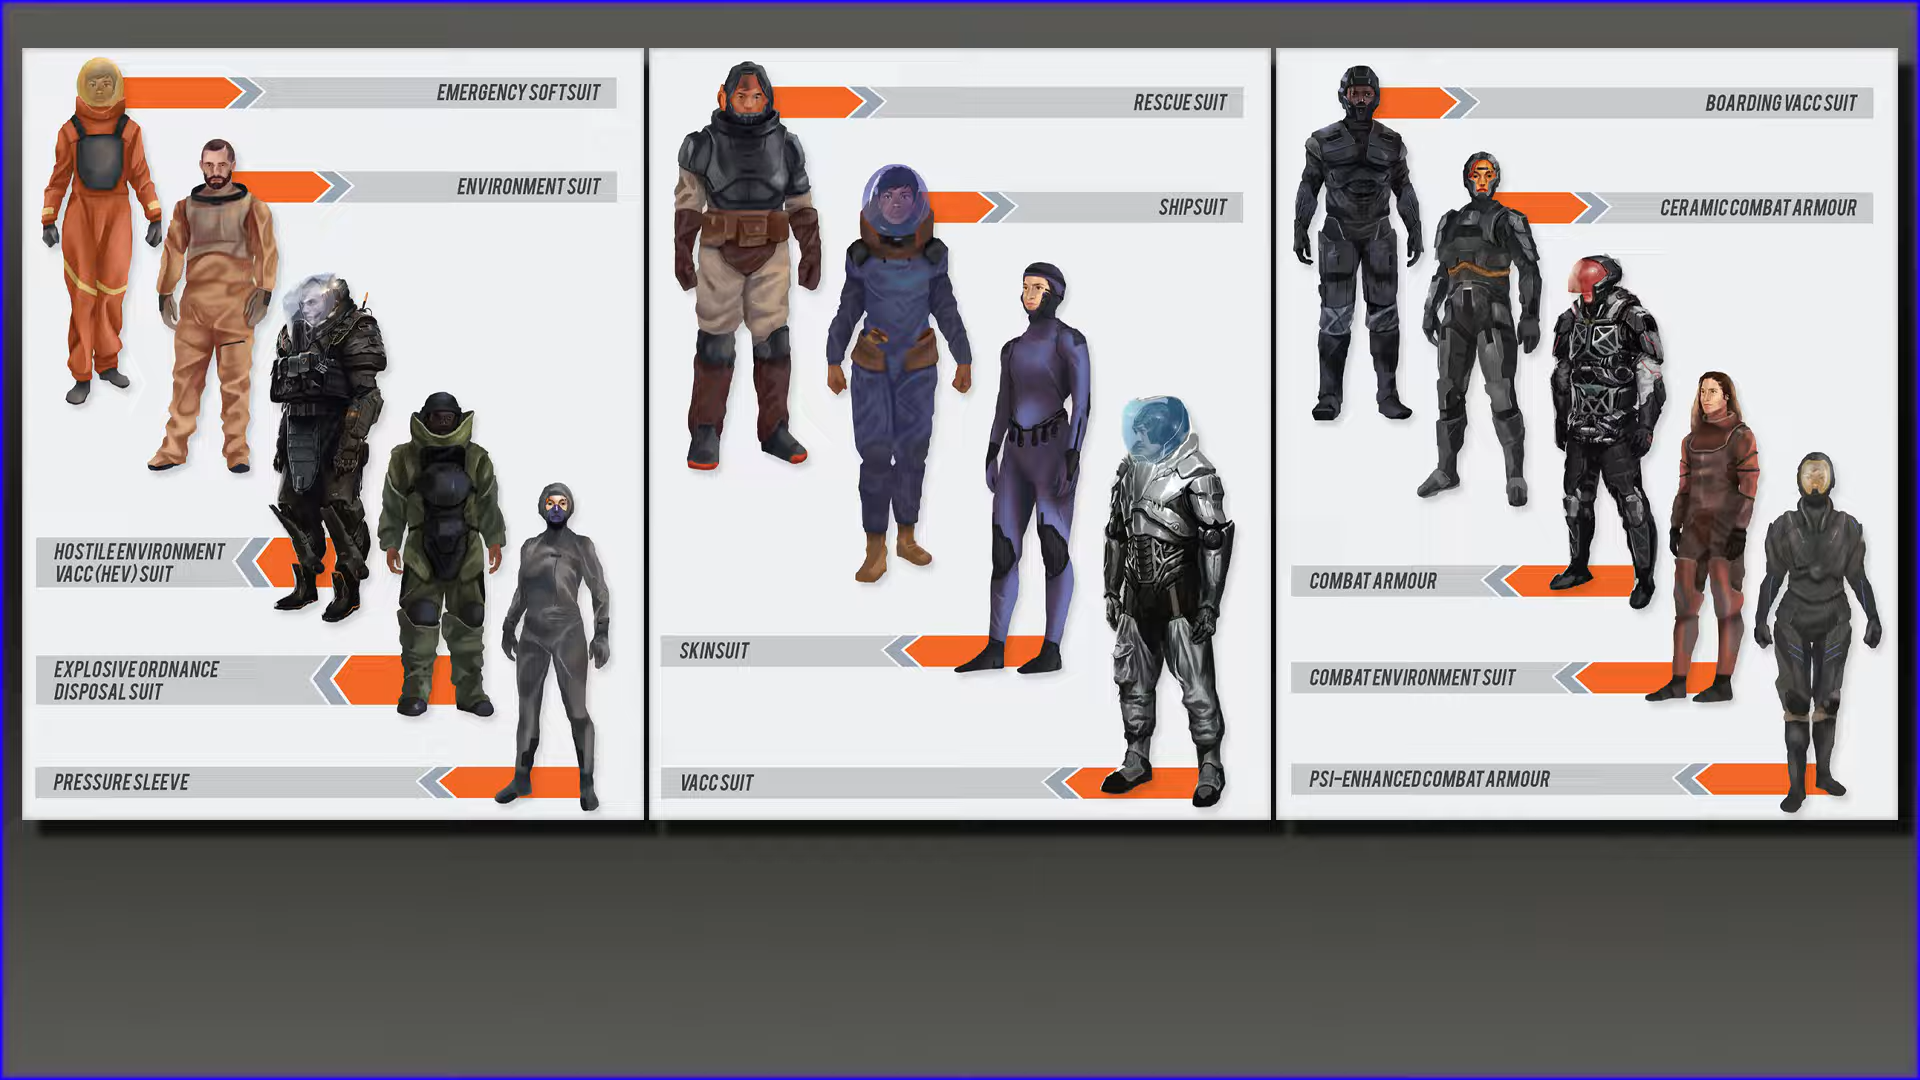 EMERGENCY SOFTSUIT
ENVIRONMENT SUIT
HOSTILE ENVIRONMENT
VACC (HEV) SUIT
EXPLOSIVE ORDNANCE
DISPOSAL SUIT
PRESSURE SLEEVE
RESCUE SUIT
SHIPSUIT
SKINSUIT
VACC SUIT
BOARDING VACC SUIT
CERAMIC COMBAT ARMOUR
COMBAT ARMOUR
COMBAT ENVIRONMENT SUIT
PSI-ENHANCED COMBAT ARMOUR